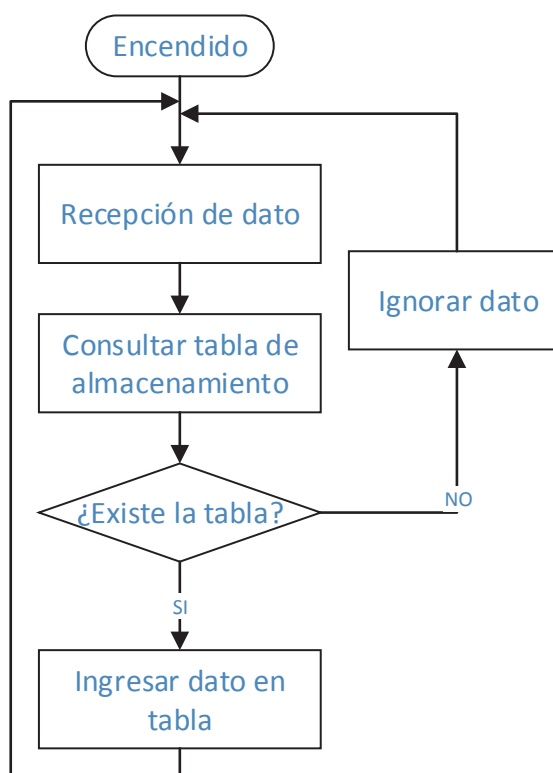 Encendido
Recepción de dato
Ignorar dato
Consultar tabla de
almacenamiento
¿Existe la tabla?
NO
SI
Ingresar dato en
tabla